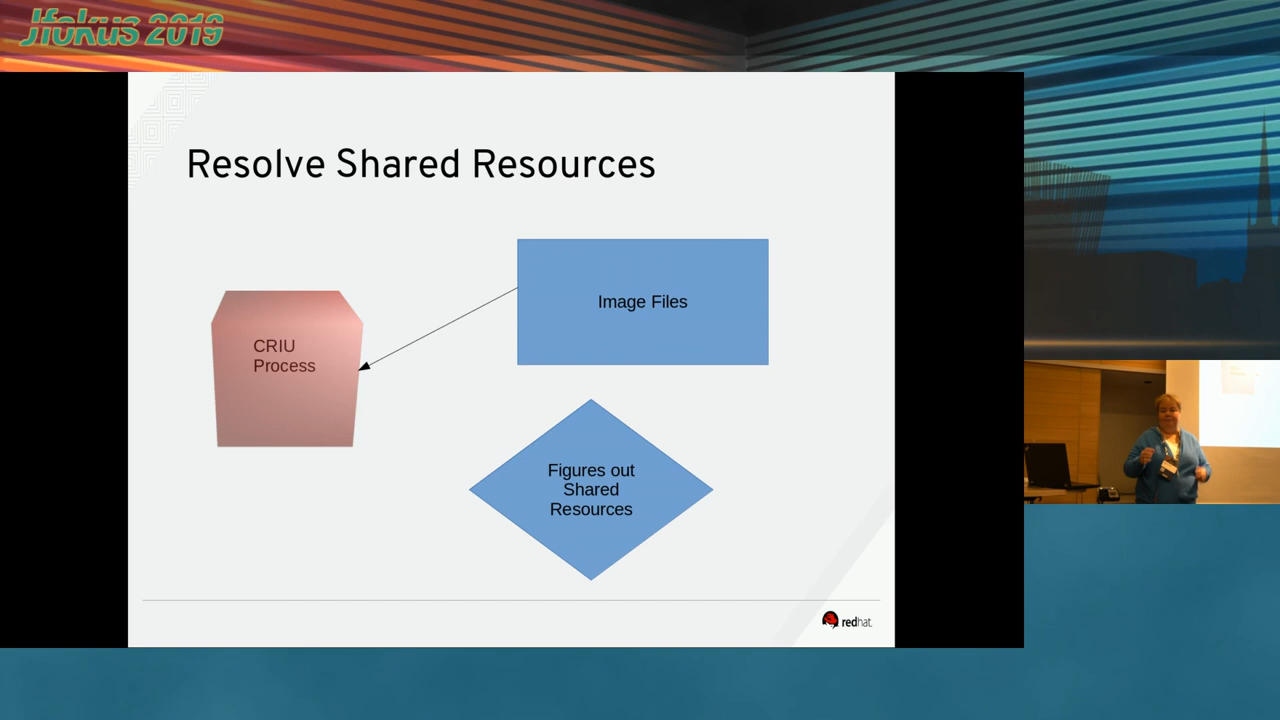 Jfokus 2019
Resolve Shared Resources
Image Files
CRIU
Process
Figures out
Shared
Resources
redhat.